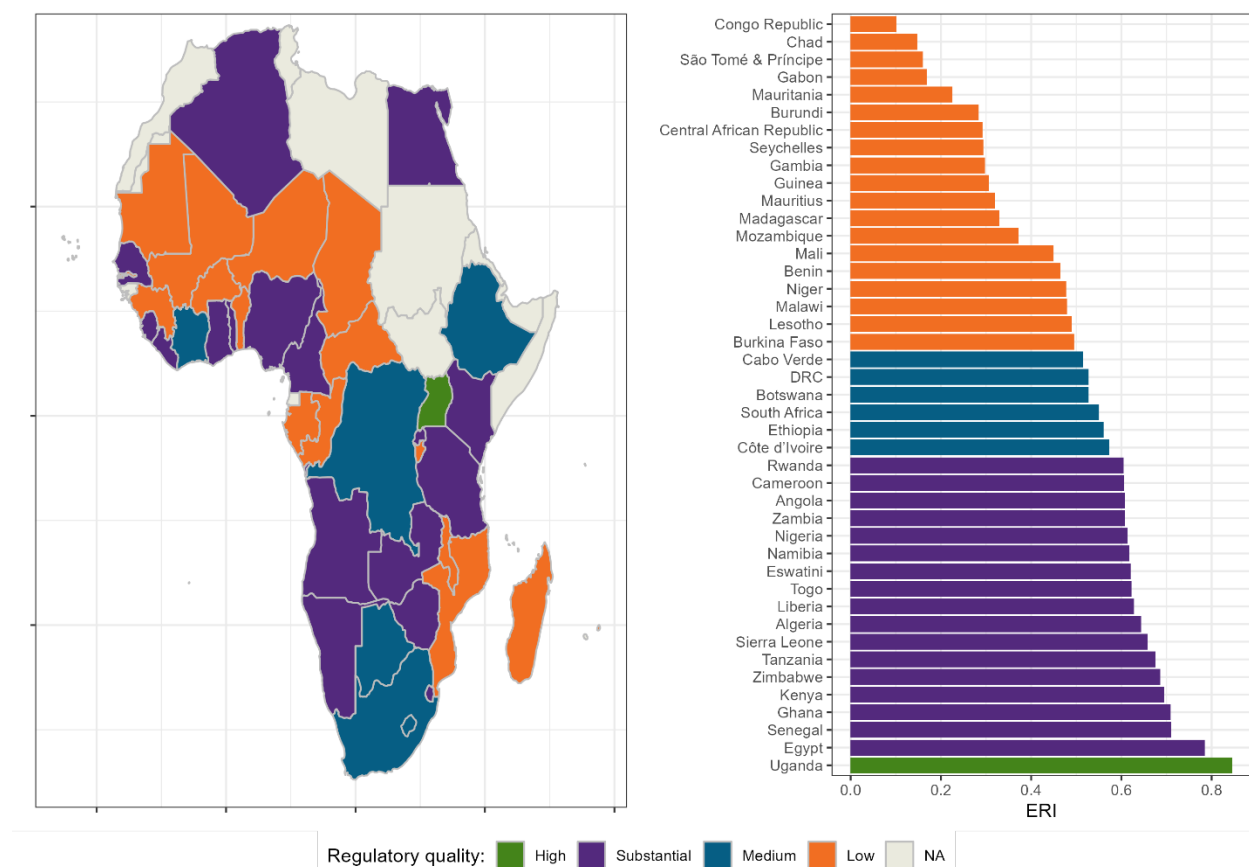 Congo Republic
Chad
São Tomé & Príncipe
Gabon
Mauritania
Burundi
Central African Republic
Seychelles
Gambia
Guinea
Mauritius
Madagascar
Mozambique
Mali
Benin
Niger
Malawi
Lesotho
Burkina Faso
Cabo Verde
DRC
Botswana
South Africa
Ethiopia
Côte d’Ivoire
Rwanda
Cameroon
Angola
Zambia
Nigeria
Namibia
Eswatini
Togo
Liberia
Algeria
Sierra Leone
Tanzania
Zimbabwe
Kenya
Ghana
Senegal
Egypt
Uganda
0.0 0.2 0.4 0.6 0.8
ERI
Regulatory quality: High Substantial Medium Low NA